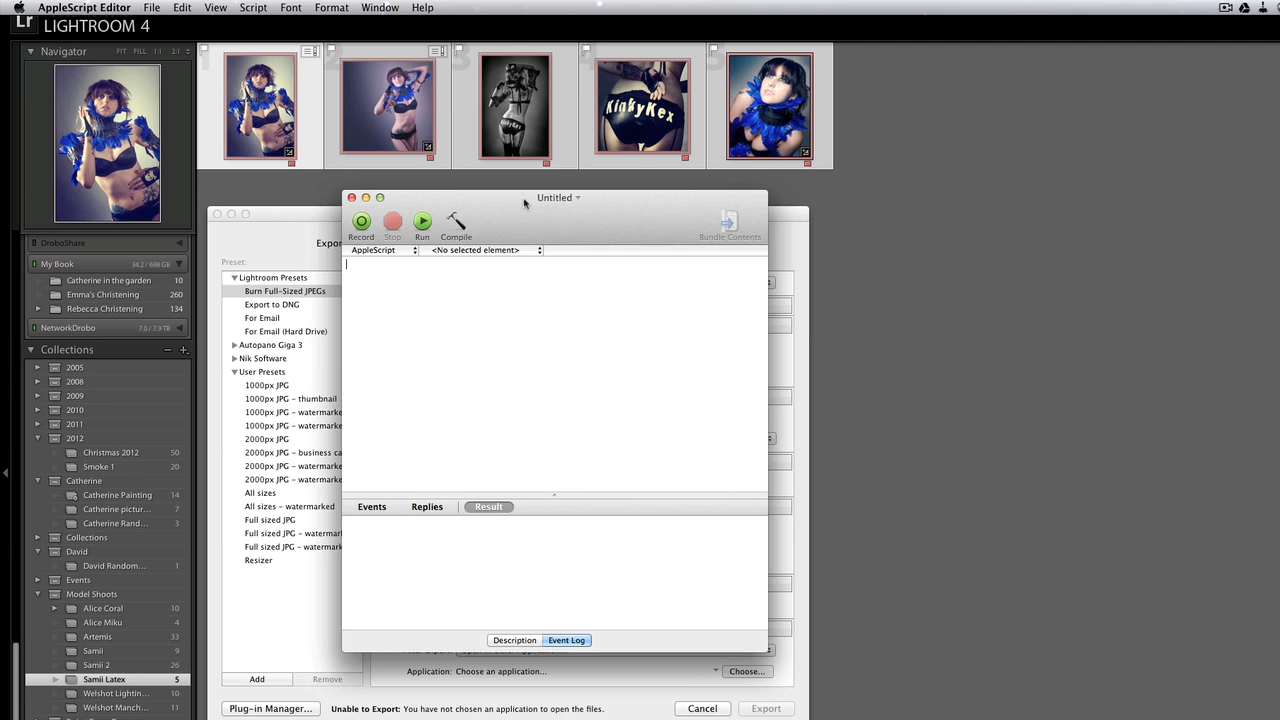 AppleScript Editor File Edit View Script Font Format Window Help
Lr LIGHTROOM 4
Navigator FIT FILL 1:1 2:1
1 2 3 4 5
KinkyKex
KinkyKex
DroboShare
My Book 34.2 / 698 GB
Catherine in the garden 10
Emma's Christening 260
Rebecca Christening 134
NetworkDrobo 7.0 / 7.9 TB
Collections
2005
2008
2009
2010
2011
2012
Christmas 2012 50
Smoke 1 20
Catherine
Catherine Painting 14
Catherine pictur... 7
Catherine Rand... 3
Collections
David
David Random... 1
Events
Model Shoots
Alice Coral 10
Alice Miku 4
Artemis 33
Samii 9
Samii 2 26
Samii Latex 5
Welshot Lightin... 10
Welshot Manch... 11
Expor
Preset:
Lightroom Presets
Burn Full-Sized JPEGs
Export to DNG
For Email
For Email (Hard Drive)
Autopano Giga 3
Nik Software
User Presets
1000px JPG
1000px JPG - thumbnail
1000px JPG - watermarke
1000px JPG - watermarke
2000px JPG
2000px JPG - business ca
2000px JPG - watermarke
2000px JPG - watermarke
All sizes
All sizes - watermarked
Full sized JPG
Full sized JPG - watermar
Full sized JPG - watermar
Resizer
Add Remove
Untitled
Record Stop Run Compile Bundle Contents
AppleScript <No selected element>
Events Replies Result
Description Event Log
Application: Choose an application... Choose...
Plug-in Manager... Unable to Export: You have not chosen an application to open the files. Cancel Export